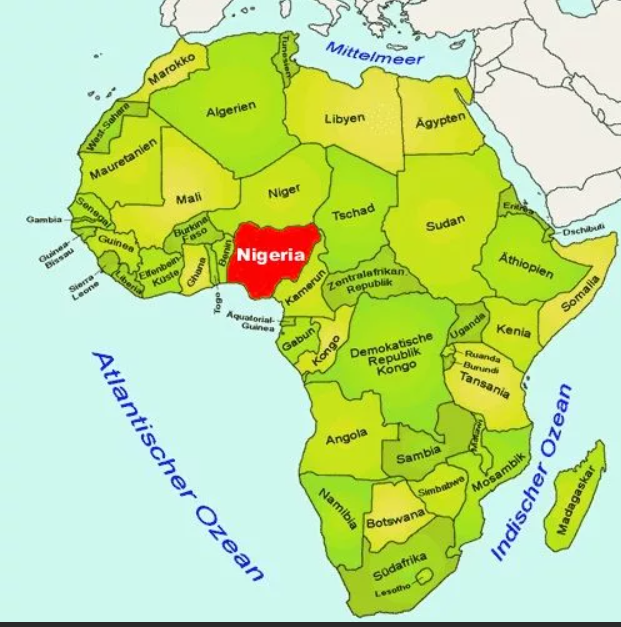 Mittelmeer
Tunesien
Marokko
Algerien
Libyen
Ägypten
West-Sahara
Mauretanien
Mali
Niger
Tschad
Sudan
Eritrea
Dschibuti
Gambia
Senegal
Guinea-
Bissau
Guinea
Sierra
Leone
Liberia
Elfenbein-
Küste
Burkina
Faso
Ghana
Togo
Benin
Nigeria
Kamerun
Zentralafrikan.
Republik
Äthiopien
Somalia
Äquatorial-
Guinea
Gabun
Kongo
Demokratische
Republik
Kongo
Uganda
Kenia
Ruanda
Burundi
Tansania
Atlantischer Ozean
Indischer Ozean
Angola
Sambia
Malawi
Mosambik
Simbabwe
Namibia
Botswana
Madagaskar
Südafrika
Lesotho